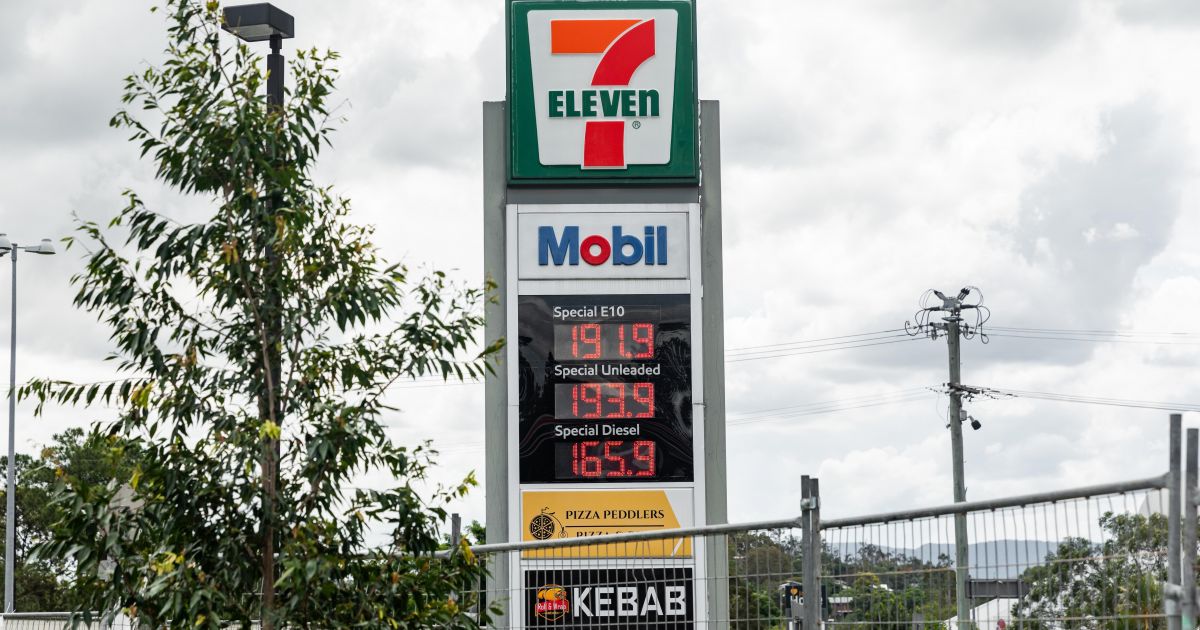 7
ELEVEN
®
Mobil
Special E10
191.9
Special Unleaded
193.9
Special Diesel
165.9
PIZZA PEDDLERS
KEBAB